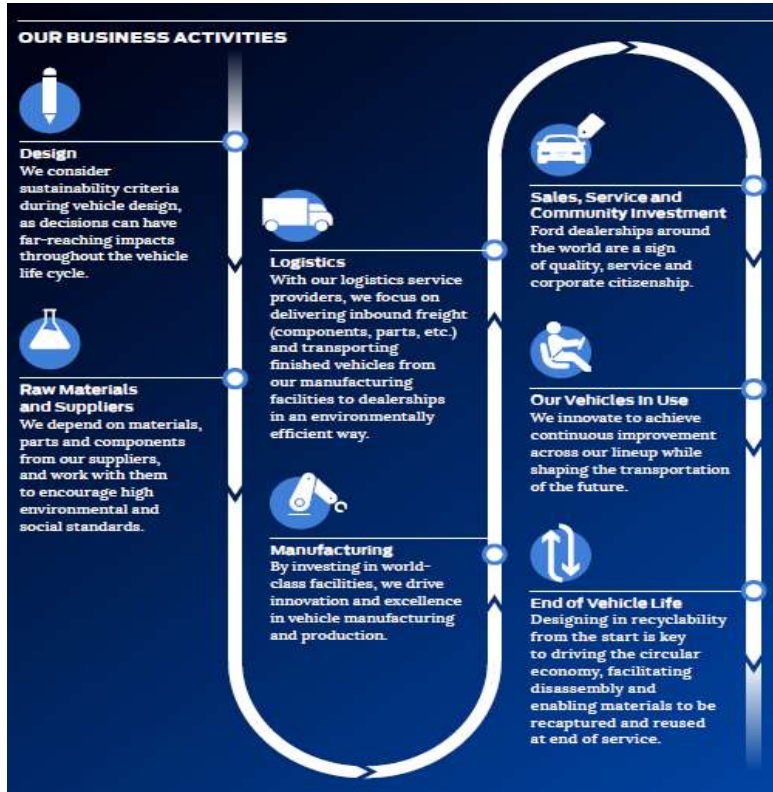 OUR BUSINESS ACTIVITIES
Design
We consider
sustainability criteria
during vehicle design,
as decisions can have
far-reaching impacts
throughout the vehicle
life cycle.
Raw Materials
and Suppliers
We depend on materials,
parts and components
from our suppliers,
and work with them
to encourage high
environmental and
social standards.
Logistics
With our logistics service
providers, we focus on
delivering inbound freight
(components, parts, etc.)
and transporting
finished vehicles from
our manufacturing
facilities to dealerships
in an environmentally
efficient way.
Manufacturing
By investing in world-
class facilities, we drive
innovation and excellence
in vehicle manufacturing
and production.
Sales, Service and
Community Investment
Ford dealerships around
the world are a sign
of quality, service and
corporate citizenship.
Our Vehicles In Use
We innovate to achieve
continuous improvement
across our lineup while
shaping the transportation
of the future.
End of Vehicle Life
Designing in recyclability
from the start is key
to driving the circular
economy, facilitating
disassembly and
enabling materials to be
recaptured and reused
at end of service.